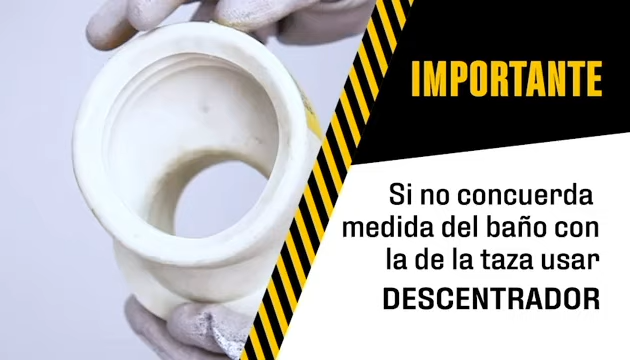 IMPORTANTE
Si no concuerda
medida del baño con
la de la taza usar
DESCENTRADOR